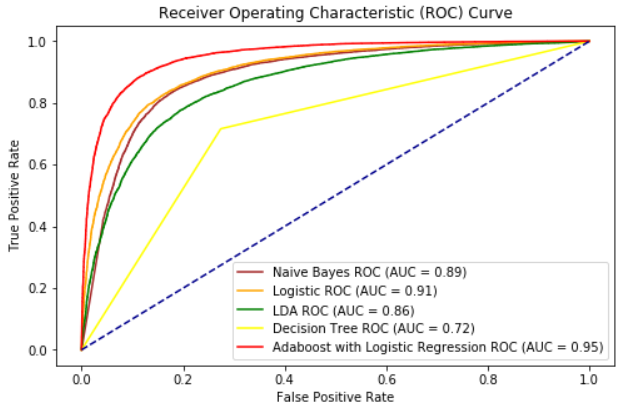 Receiver Operating Characteristic (ROC) Curve
1.0
0.8
0.6
0.4
0.2
0.0
True Positive Rate
Naive Bayes ROC (AUC = 0.89)
Logistic ROC (AUC = 0.91)
LDA ROC (AUC = 0.86)
Decision Tree ROC (AUC = 0.72)
Adaboost with Logistic Regression ROC (AUC = 0.95)
0.0 0.2 0.4 0.6 0.8 1.0
False Positive Rate